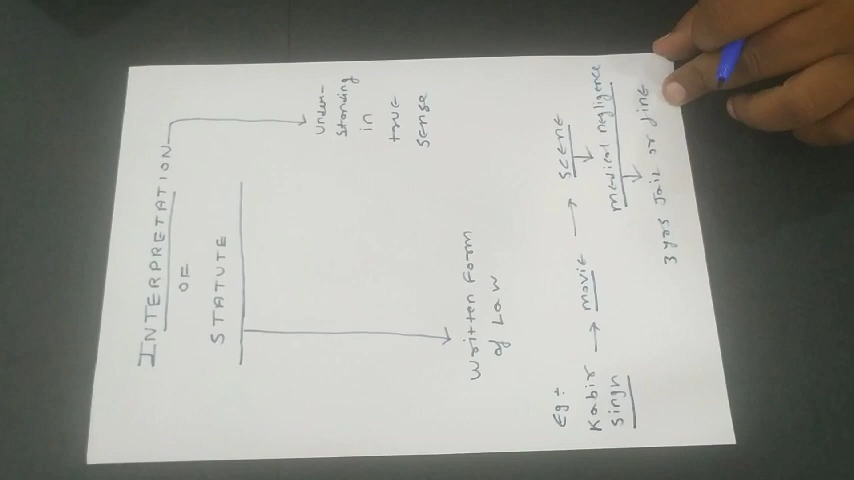 INTERPRETATION
OF
STATUTE
under-
standing
in
true
sense
Written Form
of Law
Eg ÷
Kabir → movie → scene
Singh
medical negligence
3 yrs Jail or fine